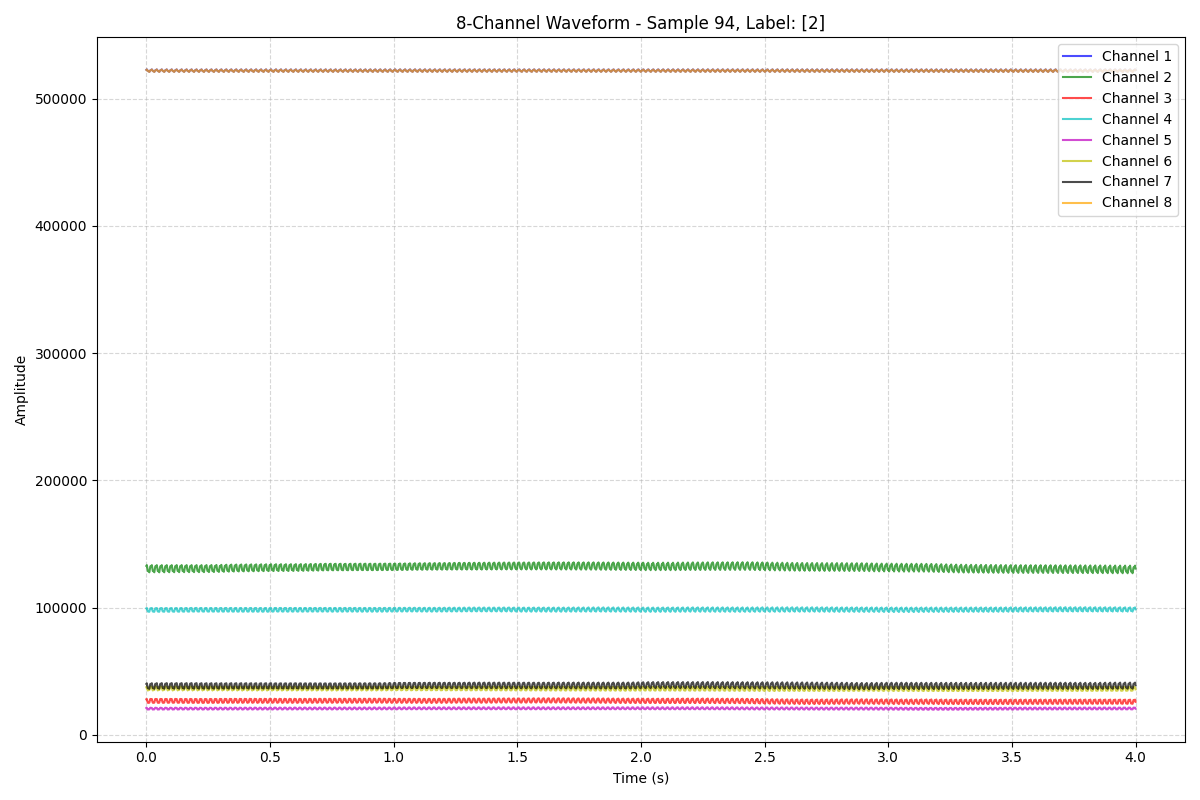 8-Channel Waveform - Sample 94, Label: [2]
Channel 1
Channel 2
Channel 3
Channel 4
Channel 5
Channel 6
Channel 7
Channel 8
Amplitude
500000
400000
300000
200000
100000
0
0.0 0.5 1.0 1.5 2.0 2.5 3.0 3.5 4.0
Time (s)